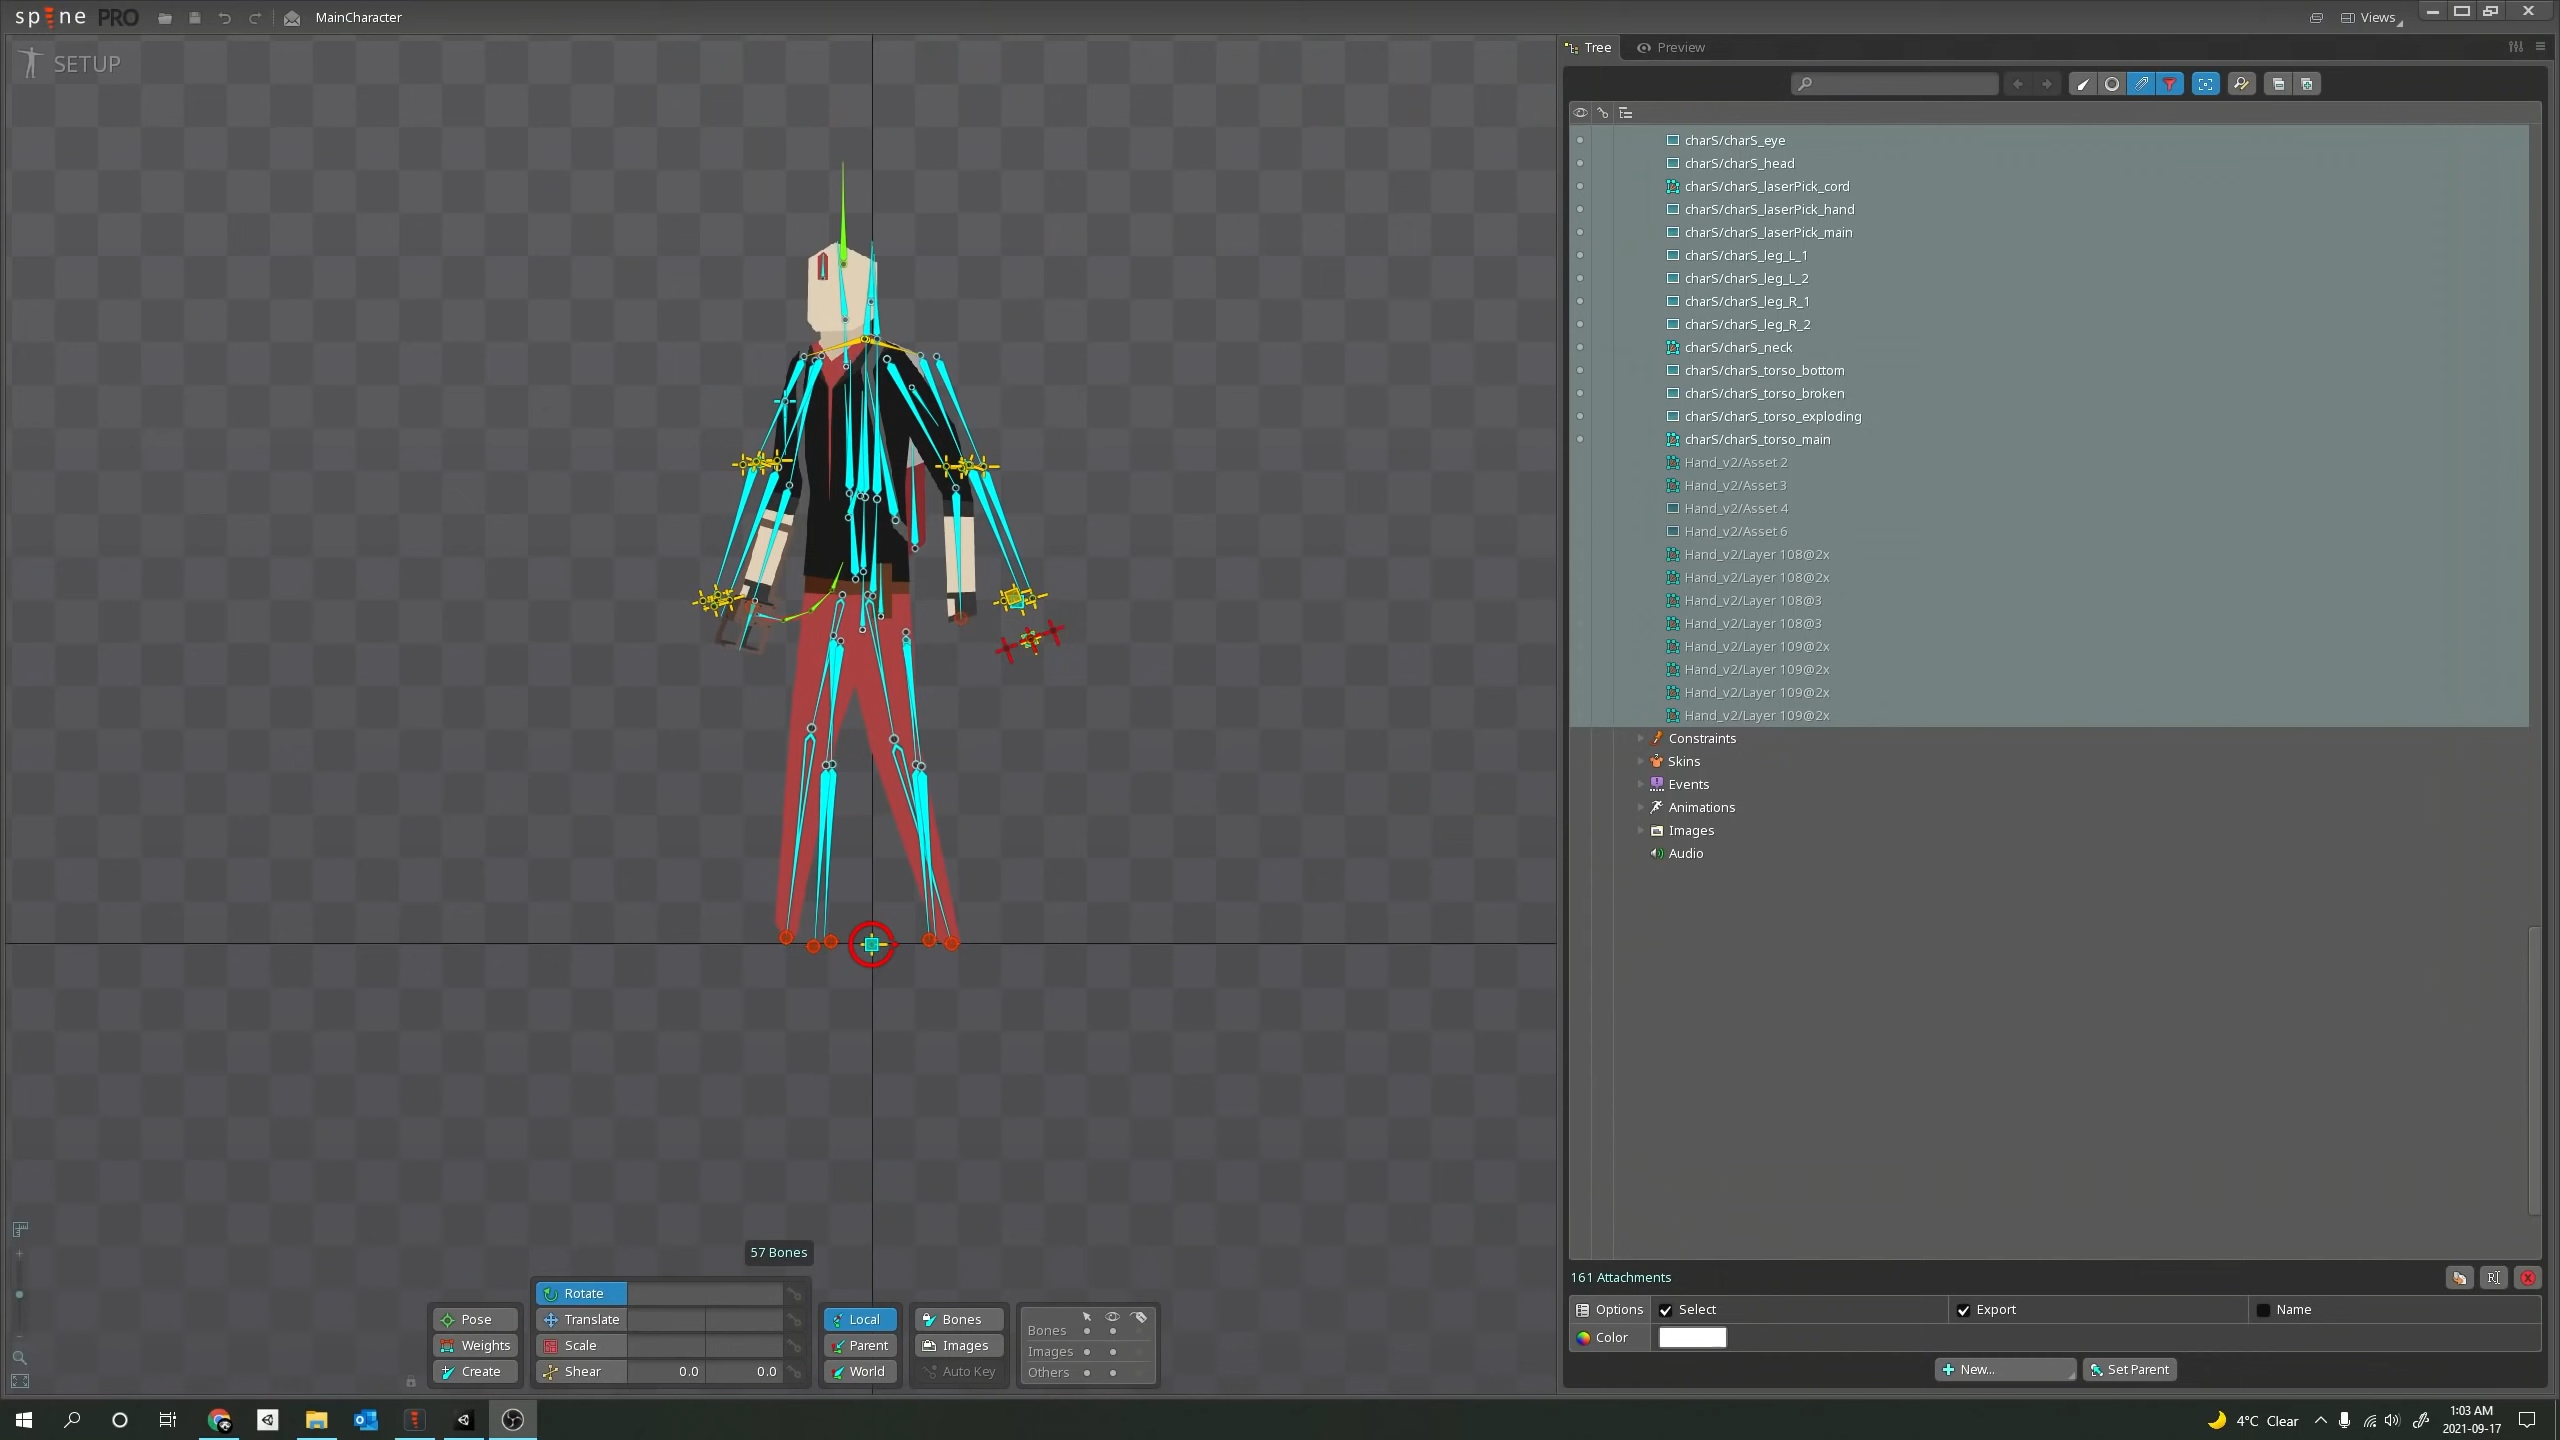 spine PRO MainCharacter Views
SETUP
Tree Preview
charS/charS_eye
charS/charS_head
charS/charS_laserPick_cord
charS/charS_laserPick_hand
charS/charS_laserPick_main
charS/charS_leg_L_1
charS/charS_leg_L_2
charS/charS_leg_R_1
charS/charS_leg_R_2
charS/charS_neck
charS/charS_torso_bottom
charS/charS_torso_broken
charS/charS_torso_exploding
charS/charS_torso_main
Hand_v2/Asset 2
Hand_v2/Asset 3
Hand_v2/Asset 4
Hand_v2/Asset 6
Hand_v2/Layer 108@2x
Hand_v2/Layer 108@2x
Hand_v2/Layer 108@3
Hand_v2/Layer 108@3
Hand_v2/Layer 109@2x
Hand_v2/Layer 109@2x
Hand_v2/Layer 109@2x
Hand_v2/Layer 109@2x
Constraints
Skins
Events
Animations
Images
Audio
57 Bones
Pose
Weights
Create
Rotate
Translate
Scale
Shear 0.0 0.0
Local
Parent
World
Bones
Images
Auto Key
Bones
Images
Others
161 Attachments
Options Select Export Name
Color
New... Set Parent
4°C Clear
1:03 AM
2021-09-17